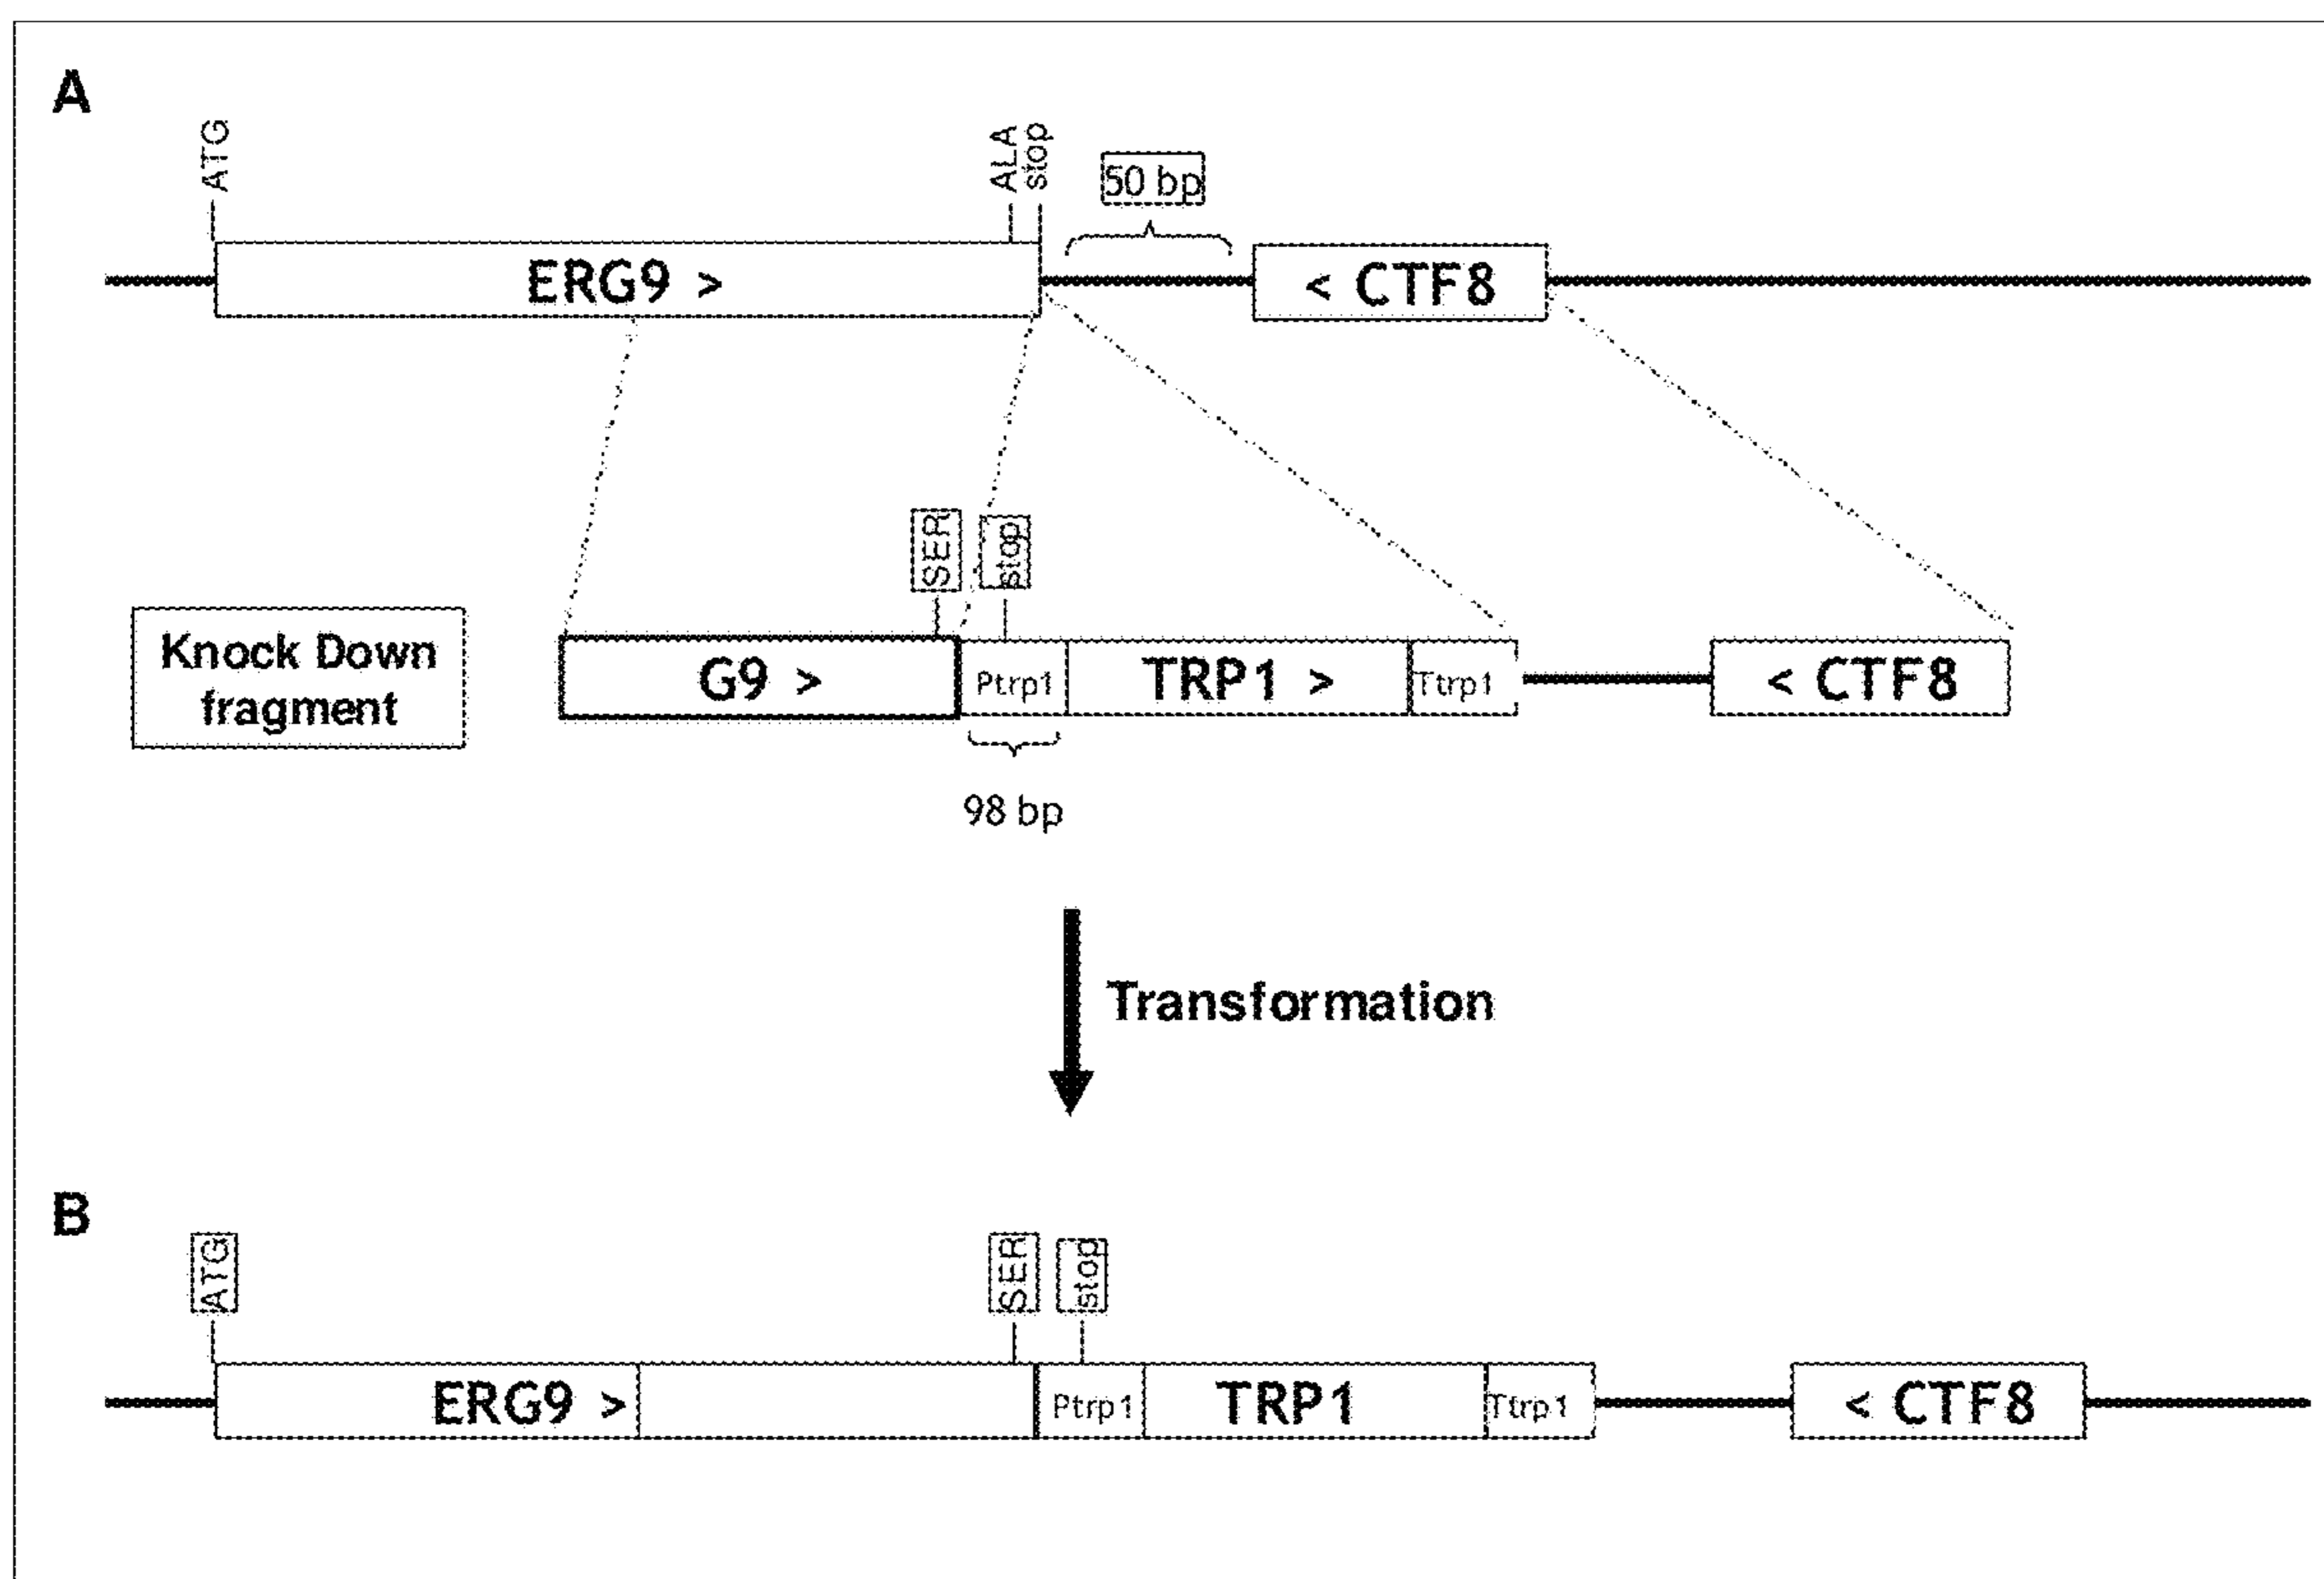 A
ATG
ALA
stop
50 bp
ERG9 >
< CTF8
SER
stop
Knock Down
fragment
G9 >
Ptrp1
TRP1 >
Ttrp1
< CTF8
98 bp
Transformation
B
ATG
SER
stop
ERG9 >
Ptrp1
TRP1
Ttrp1
< CTF8